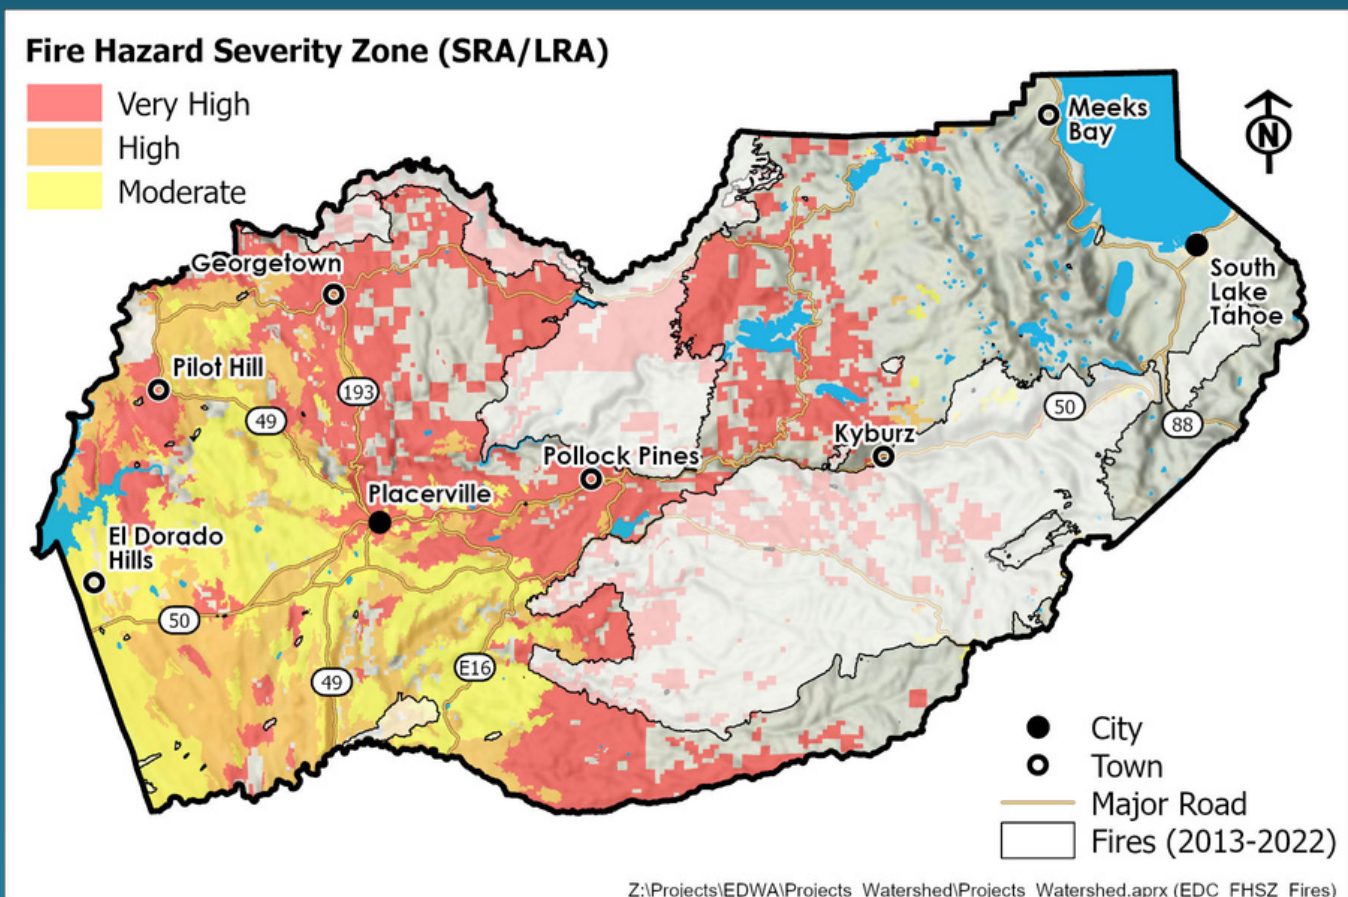 Fire Hazard Severity Zone (SRA/LRA)
Very High
High
Moderate
N
Meeks
Bay
South
Lake
Tahoe
Georgetown
Pilot Hill
193
49
50
88
Kyburz
Pollock Pines
Placerville
El Dorado
Hills
50
49
E16
City
Town
Major Road
Fires (2013-2022)
Z:\Projects\EDWA\Projects_Watershed\Projects_Watershed.aprx (EDC_FHSZ_Fires)